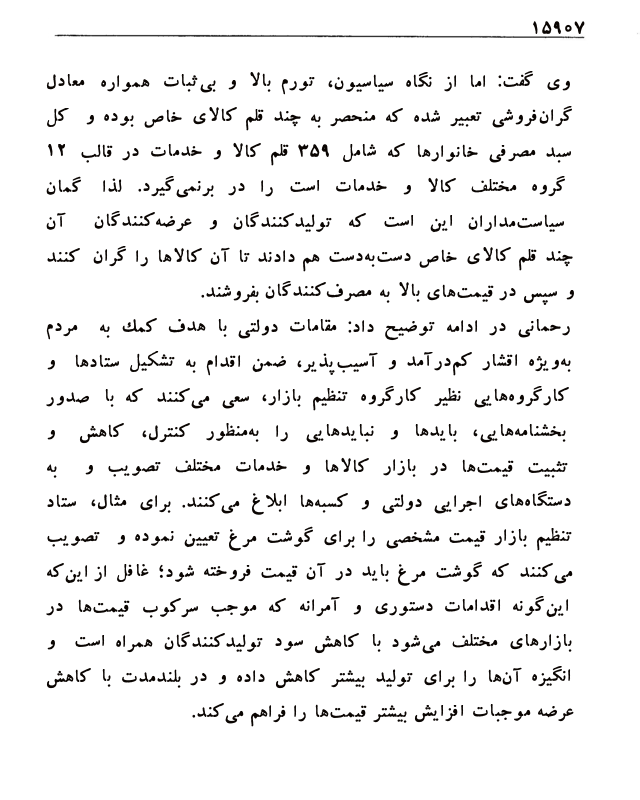 ۱۵۹۰۷
وی گفت: اما از نگاه سیاسیون، تورم بالا و بی‌ثبات همواره معادل
گران‌فروشی تعبیر شده که منحصر به چند قلم کالای خاص بوده و کل
سبد مصرفی خانوارها که شامل ۳۵۹ قلم کالا و خدمات در قالب ۱۲
گروه مختلف کالا و خدمات است را در برنمی‌گیرد. لذا گمان
سیاست‌مداران این است که تولیدکنندگان و عرضه‌کنندگان آن
چند قلم کالای خاص دست‌به‌دست هم دادند تا آن کالاها را گران کنند
و سپس در قیمت‌های بالا به مصرف‌کنندگان بفروشند.
رحمانی در ادامه توضیح داد: مقامات دولتی با هدف کمك به مردم
به‌ویژه اقشار کم‌درآمد و آسیب‌پذیر، ضمن اقدام به تشکیل ستادها و
کارگروه‌هایی نظیر کارگروه تنظیم بازار، سعی می‌کنند که با صدور
بخشنامه‌هایی، بایدها و نبایدهایی را به‌منظور کنترل، کاهش و
تثبیت قیمت‌ها در بازار کالاها و خدمات مختلف تصویب و به
دستگاه‌های اجرایی دولتی و کسبه‌ها ابلاغ می‌کنند. برای مثال، ستاد
تنظیم بازار قیمت مشخصی را برای گوشت مرغ تعیین نموده و تصویب
می‌کنند که گوشت مرغ باید در آن قیمت فروخته شود؛ غافل از این‌که
این‌گونه اقدامات دستوری و آمرانه که موجب سرکوب قیمت‌ها در
بازارهای مختلف می‌شود با کاهش سود تولیدکنندگان همراه است و
انگیزه آن‌ها را برای تولید بیشتر کاهش داده و در بلندمدت با کاهش
عرضه موجبات افزایش بیشتر قیمت‌ها را فراهم می‌کند.